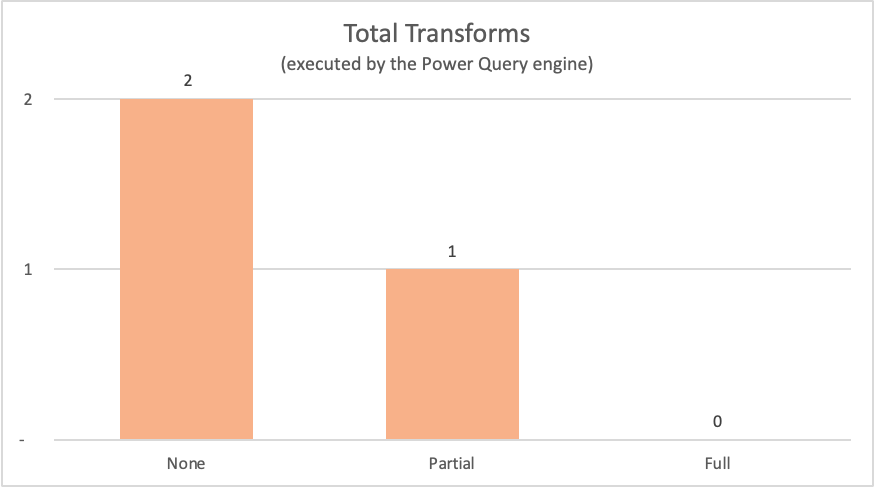 Total Transforms
(executed by the Power Query engine)
2
2
1
1
0
-
None
Partial
Full